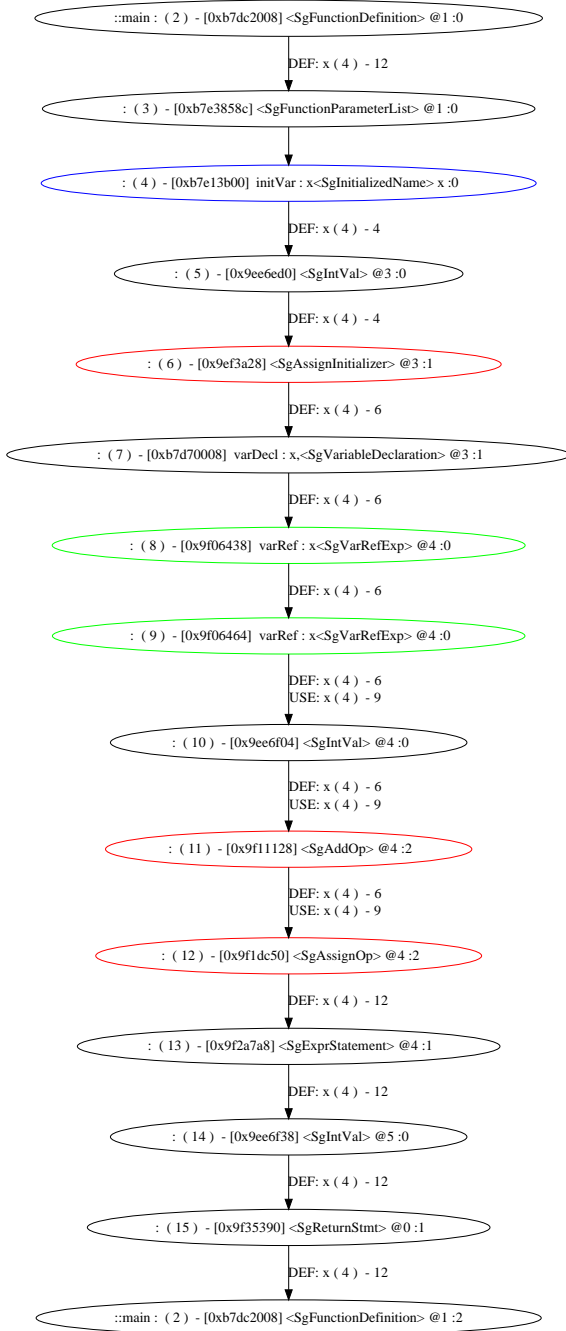 ::main : ( 2 ) - [0xb7dc2008] <SgFunctionDefinition> @1 :0
DEF: x ( 4 ) - 12
: ( 3 ) - [0xb7e3858c] <SgFunctionParameterList> @1 :0
: ( 4 ) - [0xb7e13b00] initVar : x<SgInitializedName> x :0
DEF: x ( 4 ) - 4
: ( 5 ) - [0x9ee6ed0] <SgIntVal> @3 :0
DEF: x ( 4 ) - 4
: ( 6 ) - [0x9ef3a28] <SgAssignInitializer> @3 :1
DEF: x ( 4 ) - 6
: ( 7 ) - [0xb7d70008] varDecl : x,<SgVariableDeclaration> @3 :1
DEF: x ( 4 ) - 6
: ( 8 ) - [0x9f06438] varRef : x<SgVarRefExp> @4 :0
DEF: x ( 4 ) - 6
: ( 9 ) - [0x9f06464] varRef : x<SgVarRefExp> @4 :0
DEF: x ( 4 ) - 6
USE: x ( 4 ) - 9
: ( 10 ) - [0x9ee6f04] <SgIntVal> @4 :0
DEF: x ( 4 ) - 6
USE: x ( 4 ) - 9
: ( 11 ) - [0x9f11128] <SgAddOp> @4 :2
DEF: x ( 4 ) - 6
USE: x ( 4 ) - 9
: ( 12 ) - [0x9f1dc50] <SgAssignOp> @4 :2
DEF: x ( 4 ) - 12
: ( 13 ) - [0x9f2a7a8] <SgExprStatement> @4 :1
DEF: x ( 4 ) - 12
: ( 14 ) - [0x9ee6f38] <SgIntVal> @5 :0
DEF: x ( 4 ) - 12
: ( 15 ) - [0x9f35390] <SgReturnStmt> @0 :1
DEF: x ( 4 ) - 12
::main : ( 2 ) - [0xb7dc2008] <SgFunctionDefinition> @1 :2